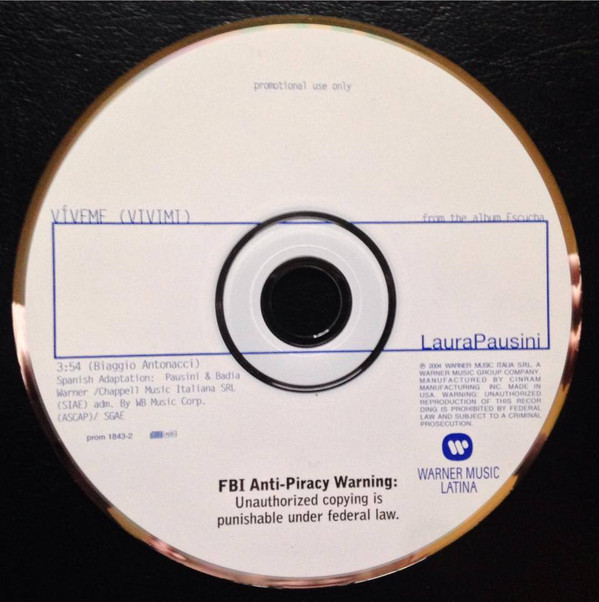 promotional use only
VÍVEME (VIVIMI)
from the album Escucha
LauraPausini
3:54 (Biaggio Antonacci)
Spanish Adaptation: Pausini & Badia
Warner /Chappell Music Italiana SRL
(SIAE) adm. By WB Music Corp.
(ASCAP)/ SGAE
prom 1843-2
℗ 2004 WARNER MUSIC ITALIA SRL. A
WARNER MUSIC GROUP COMPANY.
MANUFACTURED BY CINRAM
MANUFACTURING INC. MADE IN
USA. WARNING: UNAUTHORIZED
REPRODUCTION OF THIS RECOR
DING IS PROHIBITED BY FEDERAL
LAW AND SUBJECT TO A CRIMINAL
PROSECUTION.
WARNER MUSIC
LATINA
FBI Anti-Piracy Warning:
Unauthorized copying is
punishable under federal law.